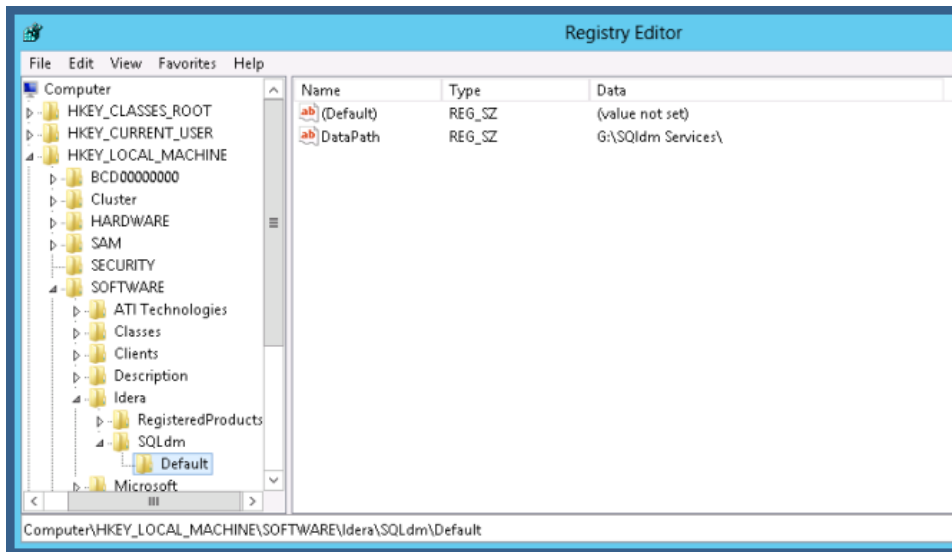 Registry Editor
File Edit View Favorites Help
Computer
HKEY_CLASSES_ROOT
HKEY_CURRENT_USER
HKEY_LOCAL_MACHINE
BCD00000000
Cluster
HARDWARE
SAM
SECURITY
SOFTWARE
ATI Technologies
Classes
Clients
Description
Idera
RegisteredProducts
SQLdm
Default
Microsoft
Name Type Data
ab (Default) REG_SZ (value not set)
ab DataPath REG_SZ G:\SQldm Services\
Computer\HKEY_LOCAL_MACHINE\SOFTWARE\Idera\SQLdm\Default